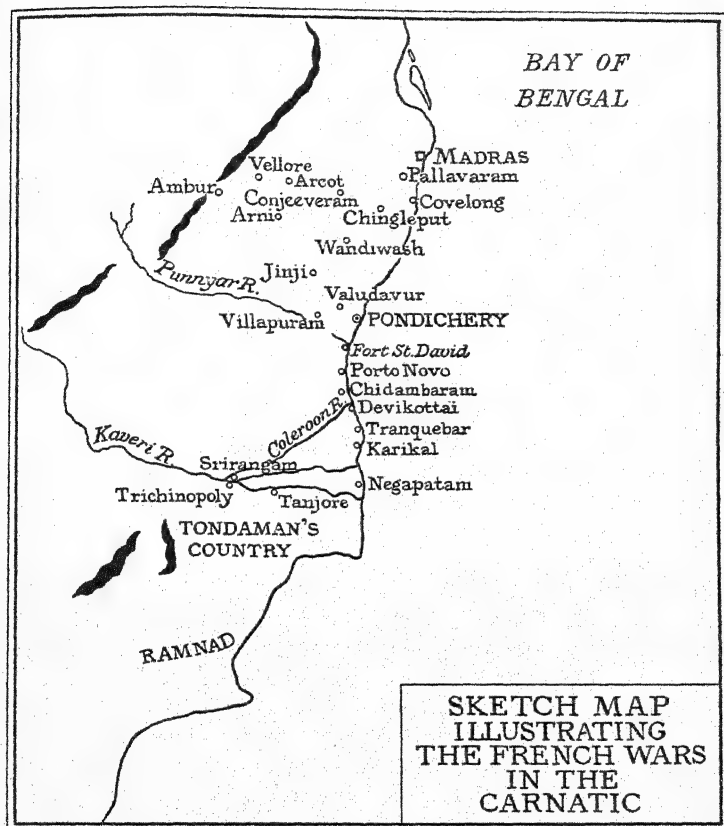 BAY OF
BENGAL
MADRAS
Vellore
Pallavaram
Ambur
Arcot
Conjeeveram
Covelong
Arni
Chingleput
Wandiwash
Jinji
Punnyar R.
Valudavur
Villapuram
PONDICHERY
Fort St. David
Porto Novo
Chidambaram
Coleroon R.
Devikottaï
Tranquebar
Kaveri R.
Karikal
Srirangam
Negapatam
Trichinopoly
Tanjore
TONDAMAN'S
COUNTRY
RAMNAD
SKETCH MAP
ILLUSTRATING
THE FRENCH WARS
IN THE
CARNATIC